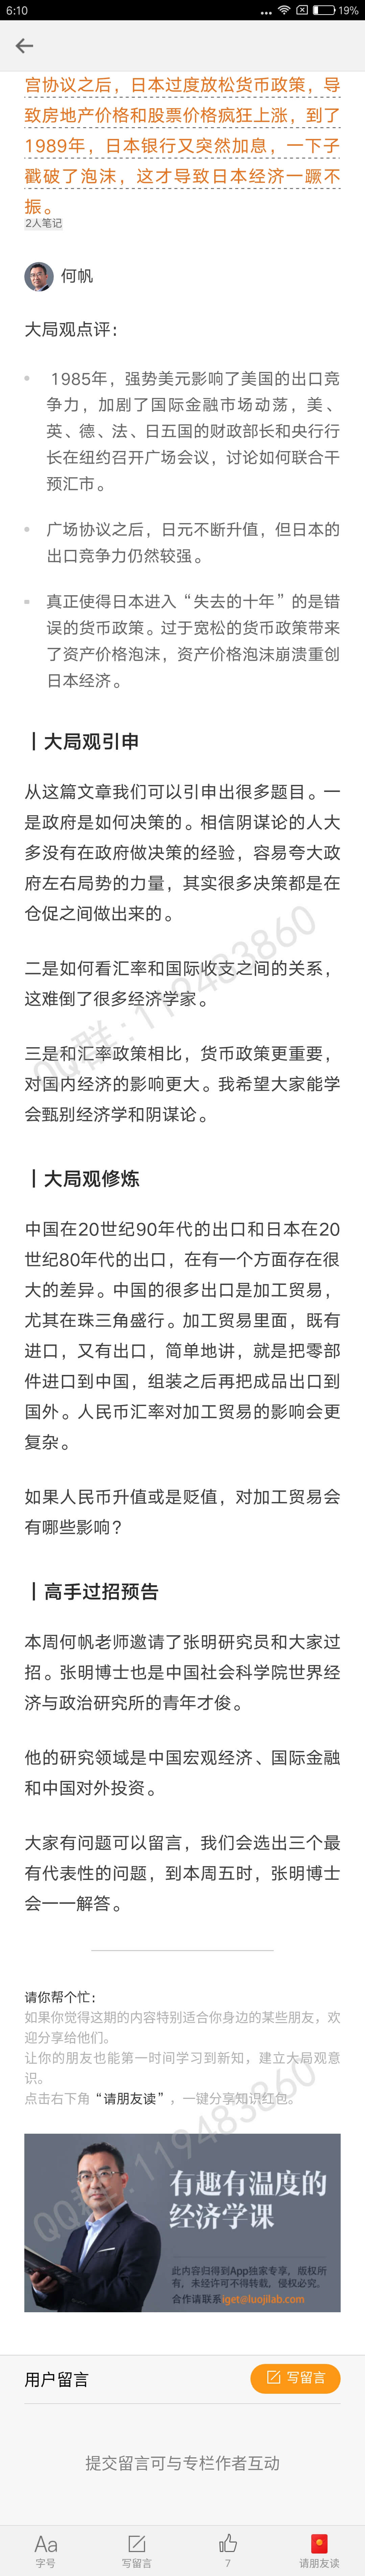 6:10
19%
宫协议之后，日本过度放松货币政策，导
致房地产价格和股票价格疯狂上涨，到了
1989年，日本银行又突然加息，一下子
戳破了泡沫，这才导致日本经济一蹶不
振。
2人笔记
何帆
大局观点评：
1985年，强势美元影响了美国的出口竞
争力，加剧了国际金融市场动荡，美、
英、德、法、日五国的财政部长和央行行
长在纽约召开广场会议，讨论如何联合干
预汇市。
广场协议之后，日元不断升值，但日本的
出口竞争力仍然较强。
真正使得日本进入“失去的十年”的是错
误的货币政策。过于宽松的货币政策带来
了资产价格泡沫，资产价格泡沫崩溃重创
日本经济。
丨大局观引申
从这篇文章我们可以引申出很多题目。一
是政府是如何决策的。相信阴谋论的人大
多没有在政府做决策的经验，容易夸大政
府左右局势的力量，其实很多决策都是在
仓促之间做出来的。
二是如何看汇率和国际收支之间的关系，
这难倒了很多经济学家。
QQ群：119483860
三是和汇率政策相比，货币政策更重要，
对国内经济的影响更大。我希望大家能学
会甄别经济学和阴谋论。
丨大局观修炼
中国在20世纪90年代的出口和日本在20
世纪80年代的出口，在有一个方面存在很
大的差异。中国的很多出口是加工贸易，
尤其在珠三角盛行。加工贸易里面，既有
进口，又有出口，简单地讲，就是把零部
件进口到中国，组装之后再把成品出口到
国外。人民币汇率对加工贸易的影响会更
复杂。
如果人民币升值或是贬值，对加工贸易会
有哪些影响？
丨高手过招预告
本周何帆老师邀请了张明研究员和大家过
招。张明博士也是中国社会科学院世界经
济与政治研究所的青年才俊。
他的研究领域是中国宏观经济、国际金融
和中国对外投资。
大家有问题可以留言，我们会选出三个最
有代表性的问题，到本周五时，张明博士
会一一解答。
请你帮个忙：
如果你觉得这期的内容特别适合你身边的某些朋友，欢
迎分享给他们。
让你的朋友也能第一时间学习到新知，建立大局观意
识。
点击右下角“请朋友读”，一键分享知识红包。
QQ群：119483860
有趣有温度的
经济学课
此内容归得到App独家专享，版权所
有，未经许可不得转载，侵权必究。
合作请联系iget@luojilab.com
用户留言
写留言
提交留言可与专栏作者互动
Aa
字号
写留言
7
请朋友读